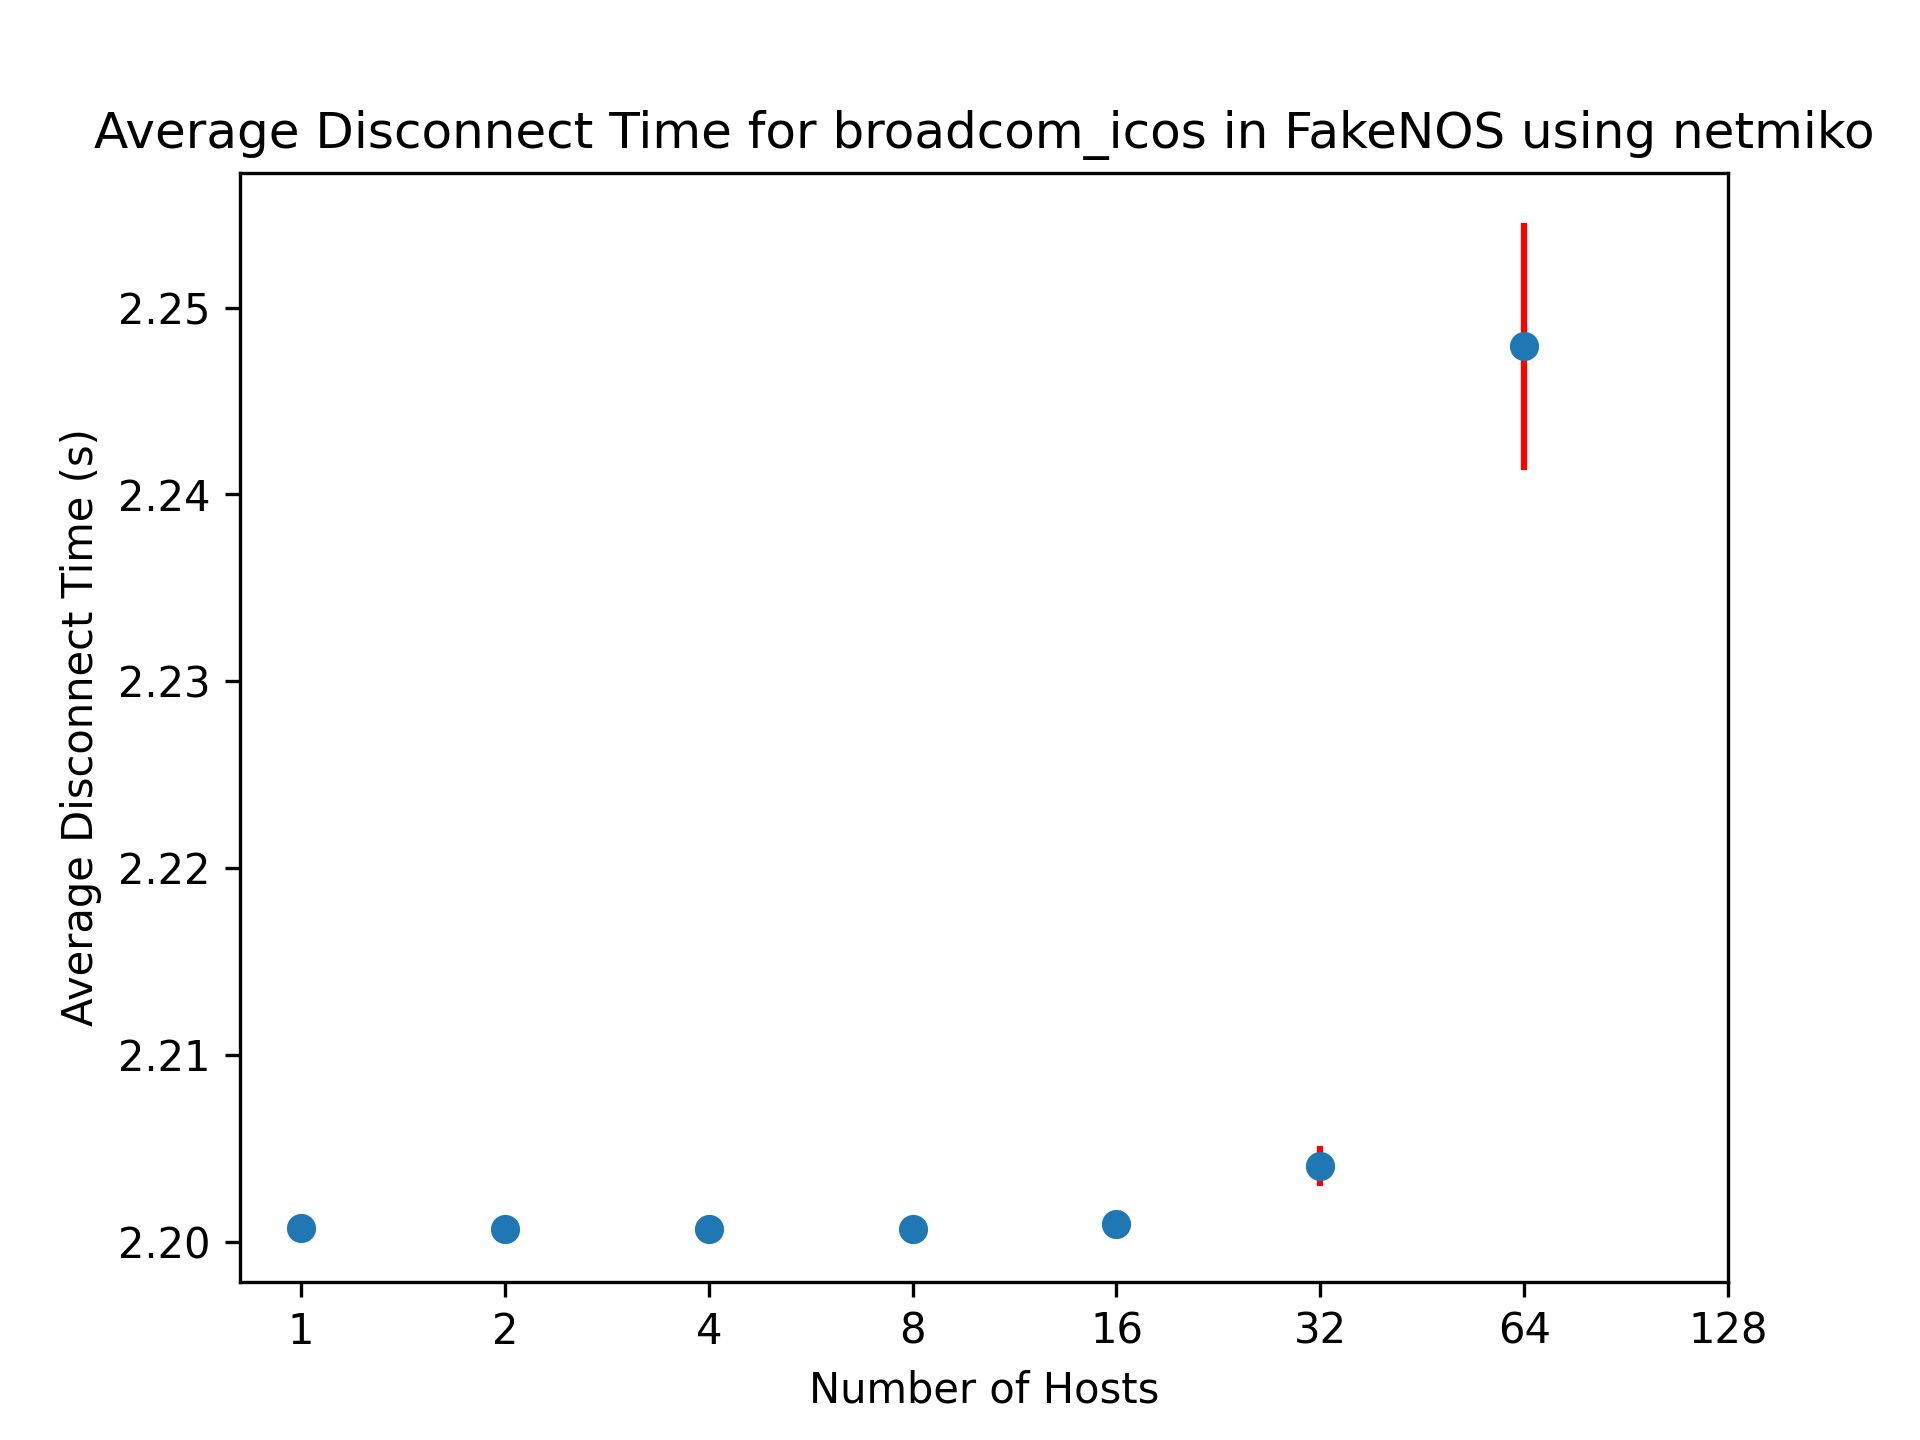 Average Disconnect Time for broadcom_icos in FakeNOS using netmiko
Average Disconnect Time (s)
2.25
2.24
2.23
2.22
2.21
2.20
1 2 4 8 16 32 64 128
Number of Hosts